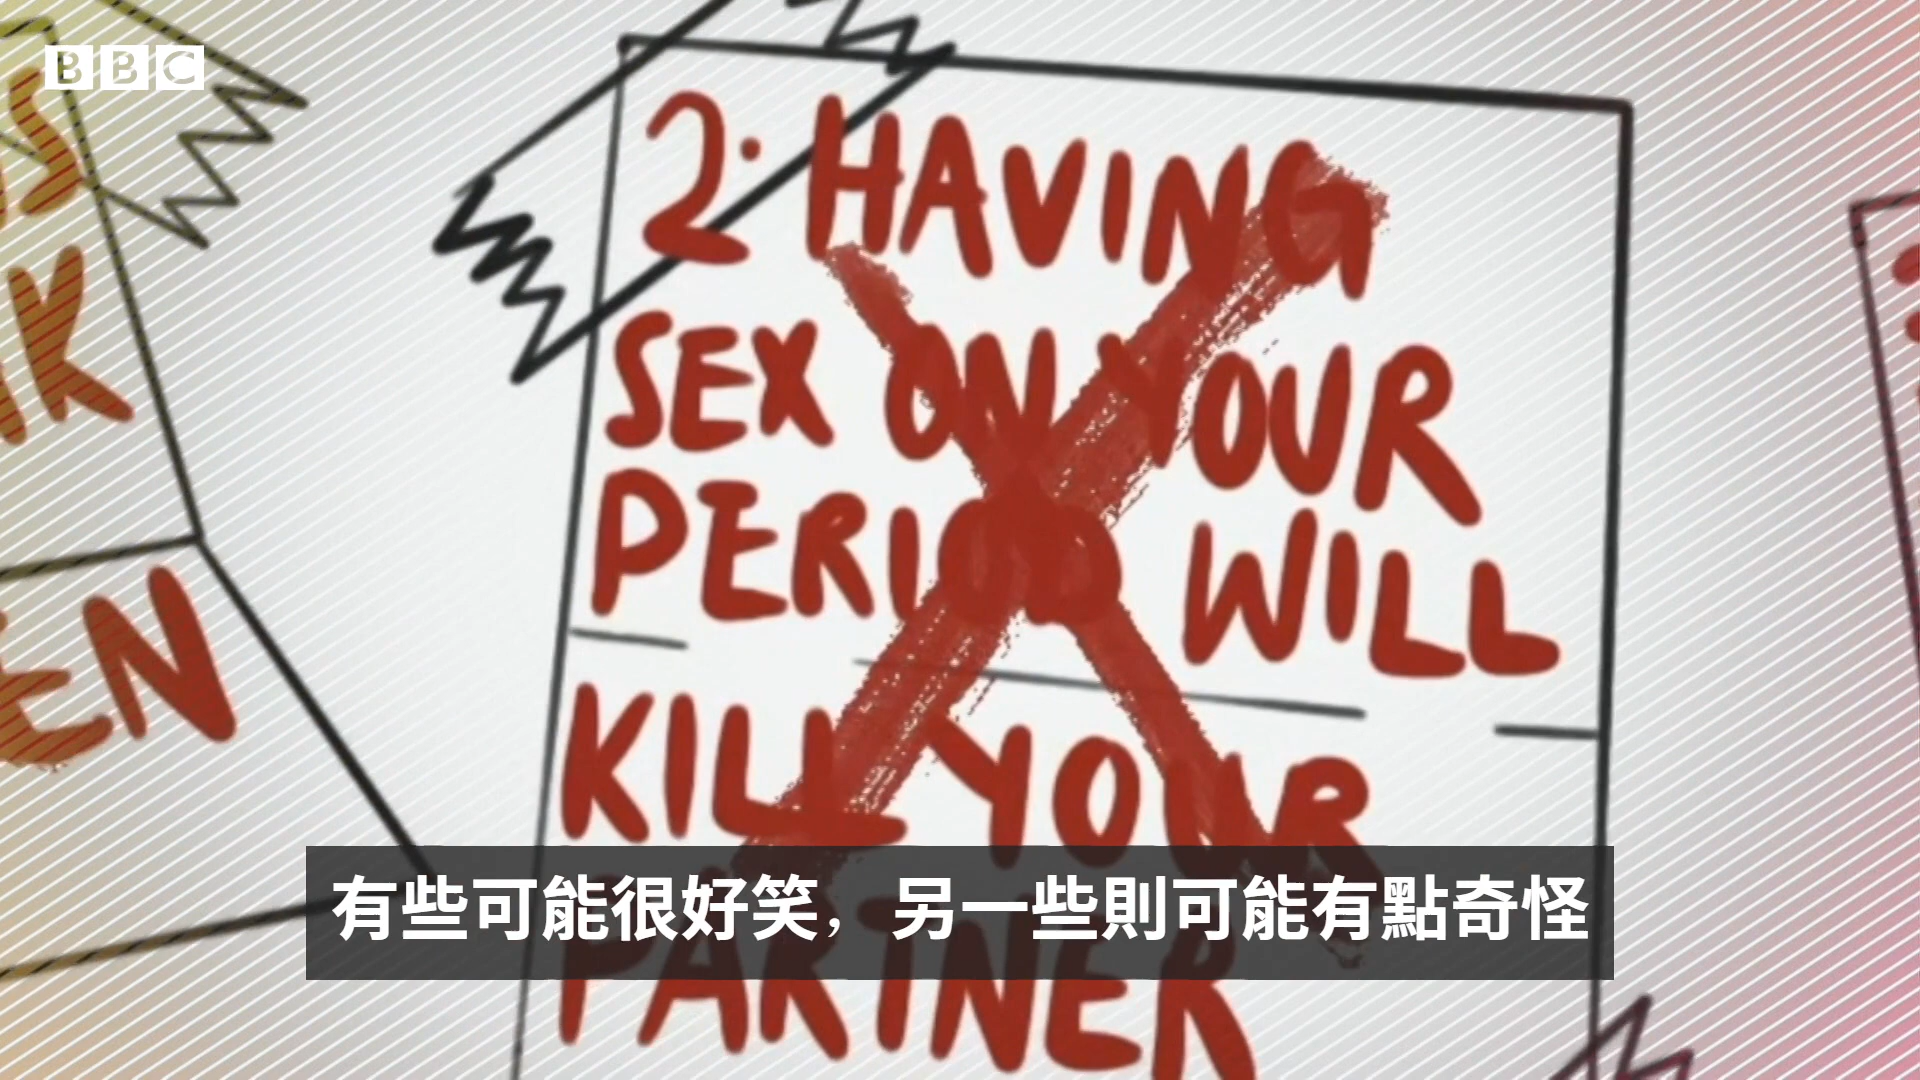 BBC
S
K
EN
2. HAVING
SEX ON YOUR
PERIOD WILL
KILL YOUR
PARTNER
有些可能很好笑，另一些則可能有點奇怪